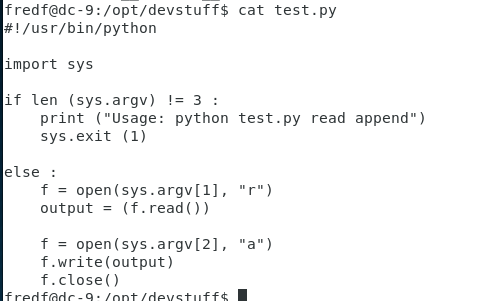 fredf@dc-9:/opt/devstuff$ cat test.py
#!/usr/bin/python

import sys

if len (sys.argv) != 3 :
    print ("Usage: python test.py read append")
    sys.exit (1)

else :
    f = open(sys.argv[1], "r")
    output = (f.read())

    f = open(sys.argv[2], "a")
    f.write(output)
    f.close()
fredf@dc-9:/opt/devstuff$